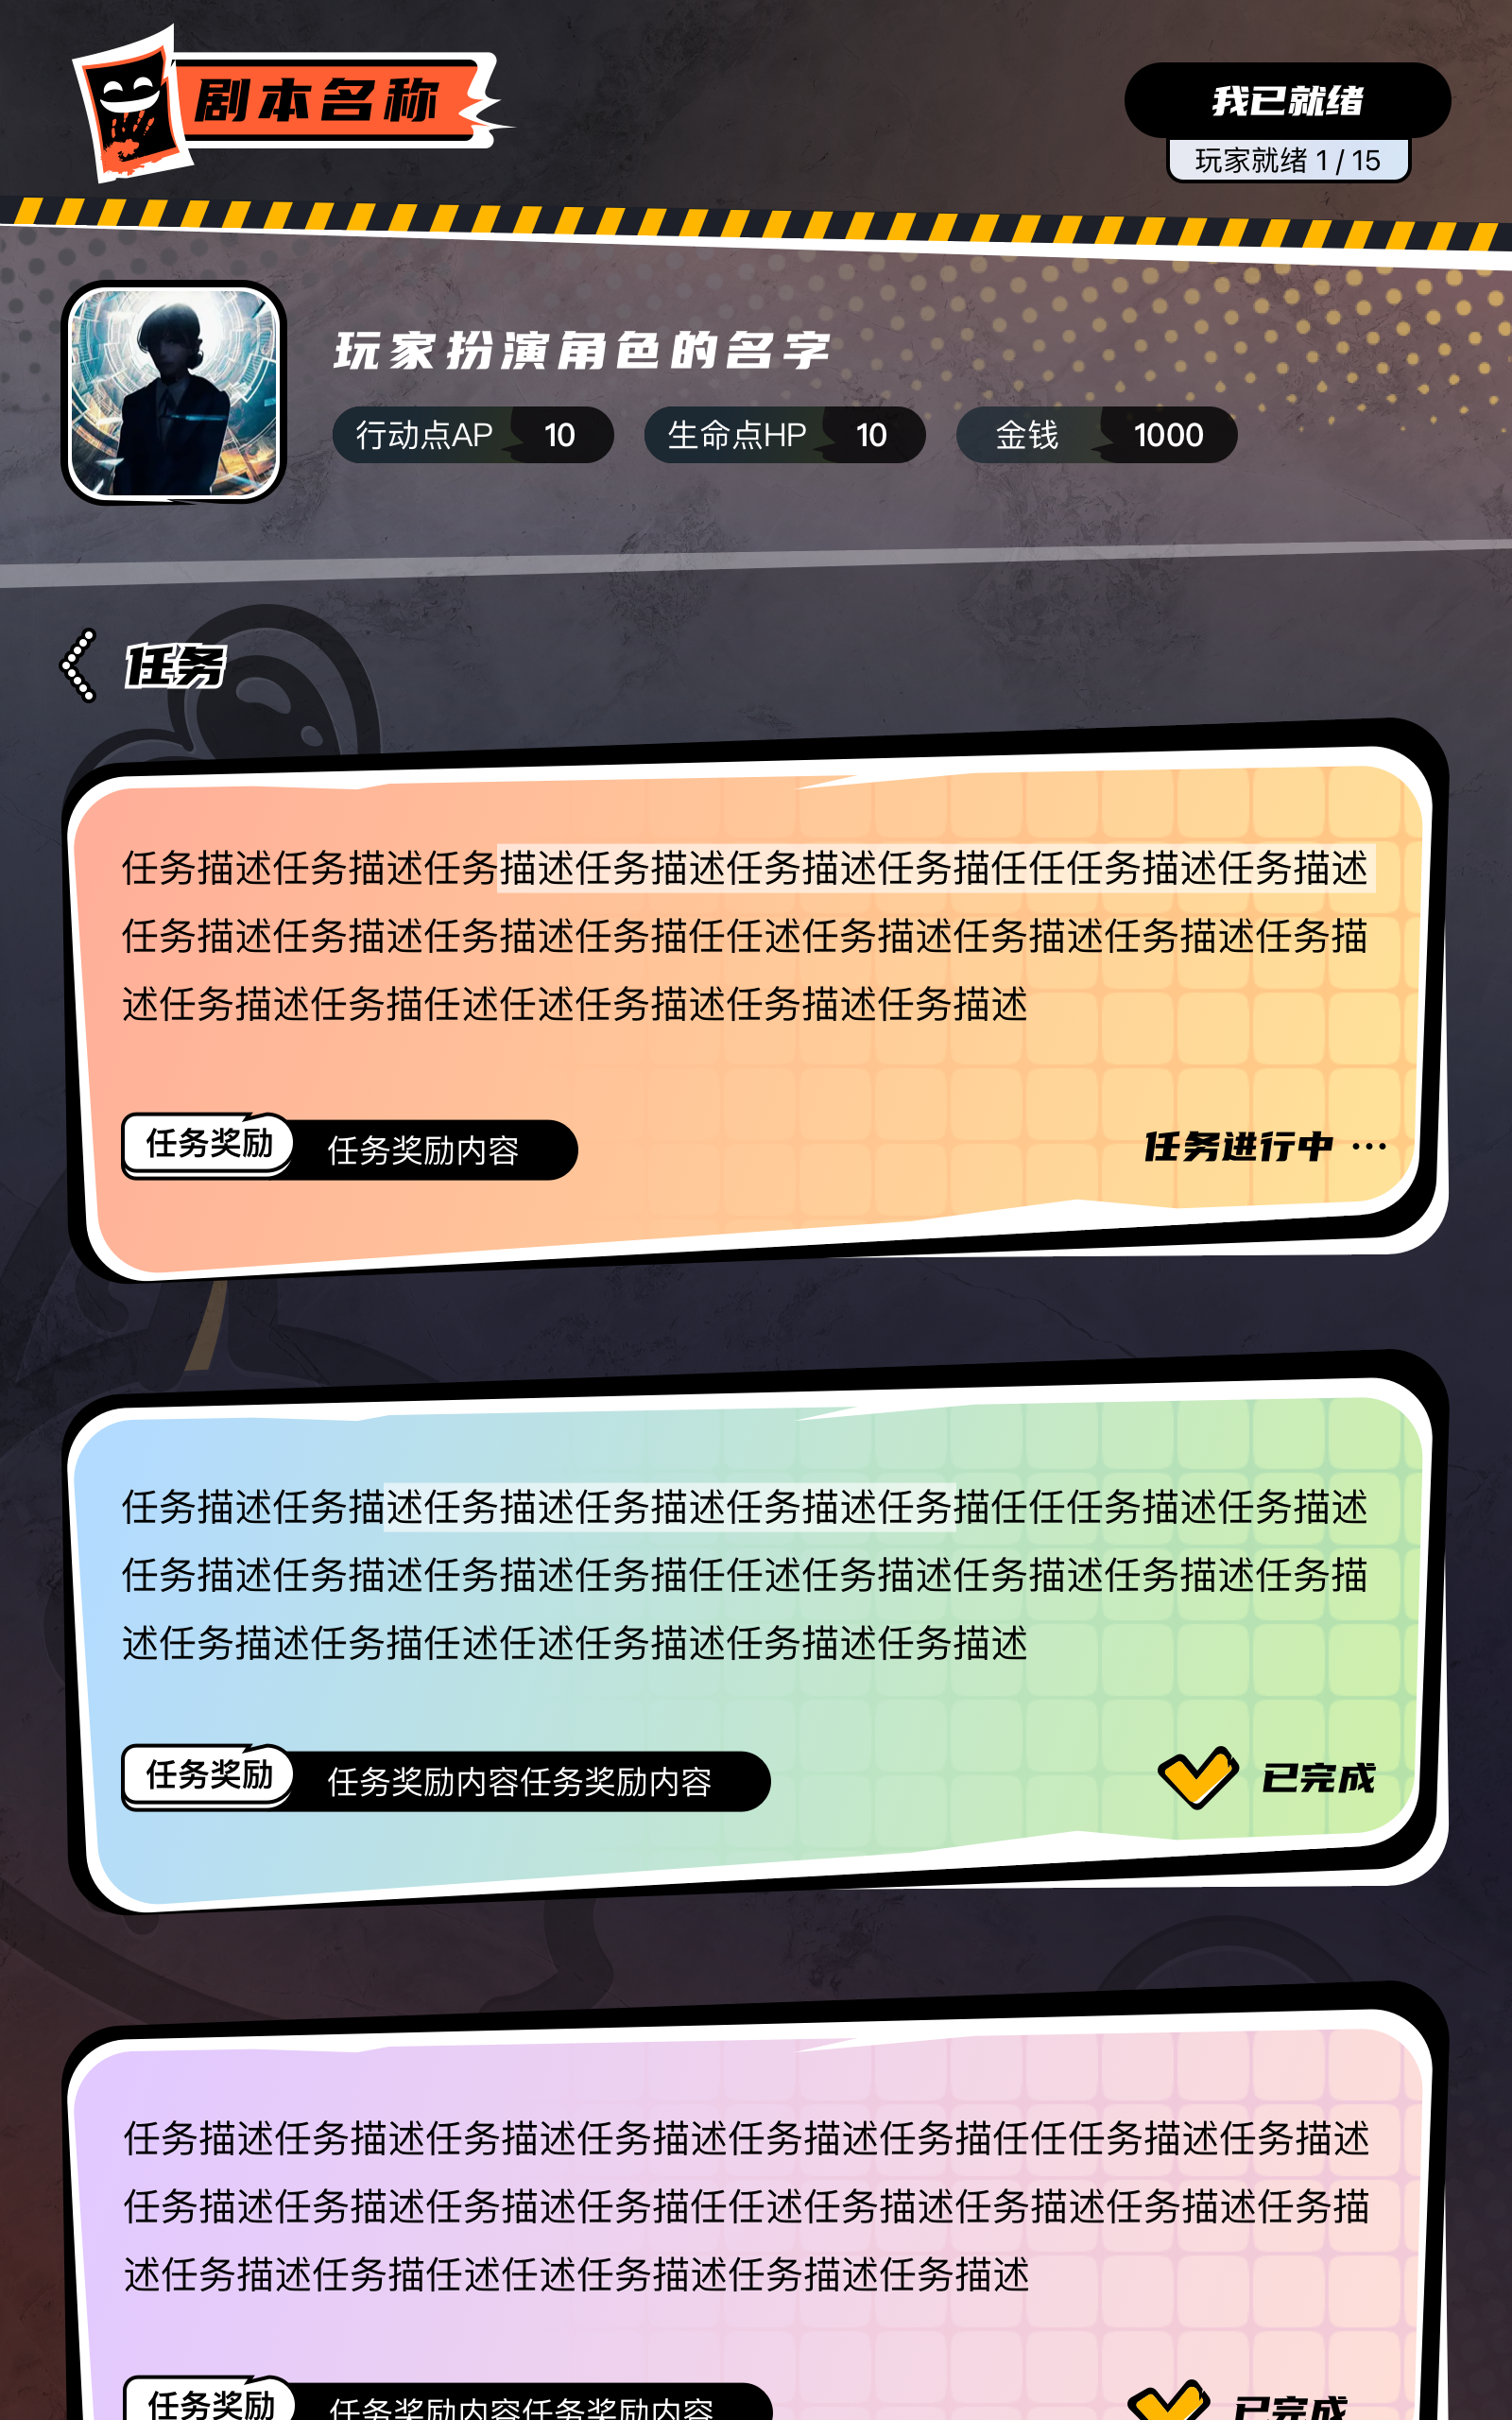 剧本名称
我已就绪
玩家就绪 1 / 15
玩家扮演角色的名字
行动点AP 10 生命点HP 10 金钱 1000
任务
任务描述任务描述任务描述任务描述任务描述任务描任任任务描述任务描述
任务描述任务描述任务描述任务描任任述任务描述任务描述任务描述任务描
述任务描述任务描任述任述任务描述任务描述任务描述
任务奖励 任务奖励内容 任务进行中 ···
任务描述任务描述任务描述任务描述任务描述任务描任任任务描述任务描述
任务描述任务描述任务描述任务描任任述任务描述任务描述任务描述任务描
述任务描述任务描任述任述任务描述任务描述任务描述
任务奖励 任务奖励内容任务奖励内容 已完成
任务描述任务描述任务描述任务描述任务描述任务描任任任务描述任务描述
任务描述任务描述任务描述任务描任任述任务描述任务描述任务描述任务描
述任务描述任务描任述任述任务描述任务描述任务描述
任务奖励 任务奖励内容任务奖励内容 已完成